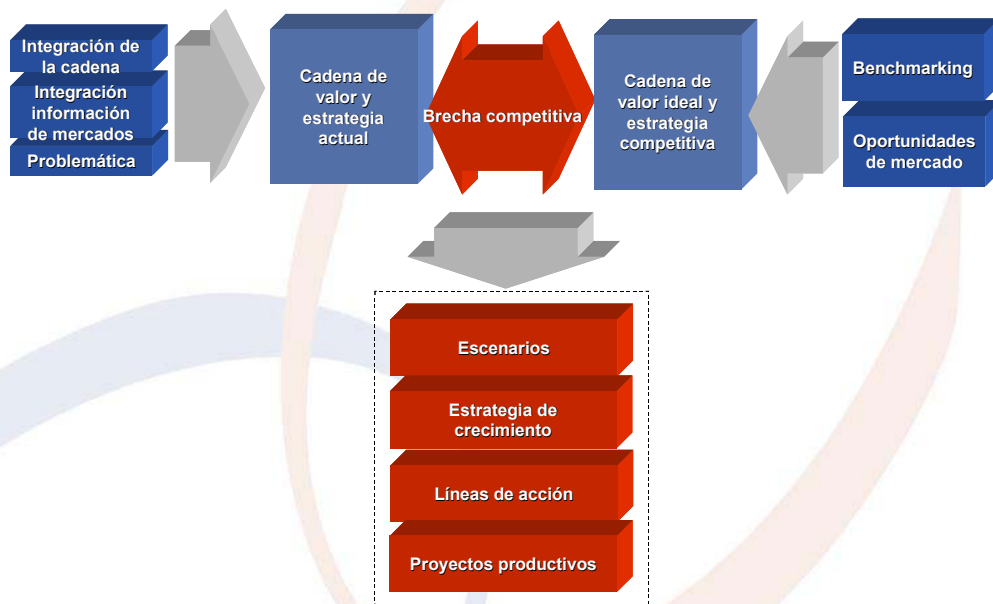 Integración de
la cadena
Integración
información
de mercados
Problemática
Cadena de
valor y
estrategia
actual
Brecha competitiva
Cadena de
valor ideal y
estrategia
competitiva
Benchmarking
Oportunidades
de mercado
Escenarios
Estrategia de
crecimiento
Líneas de acción
Proyectos productivos